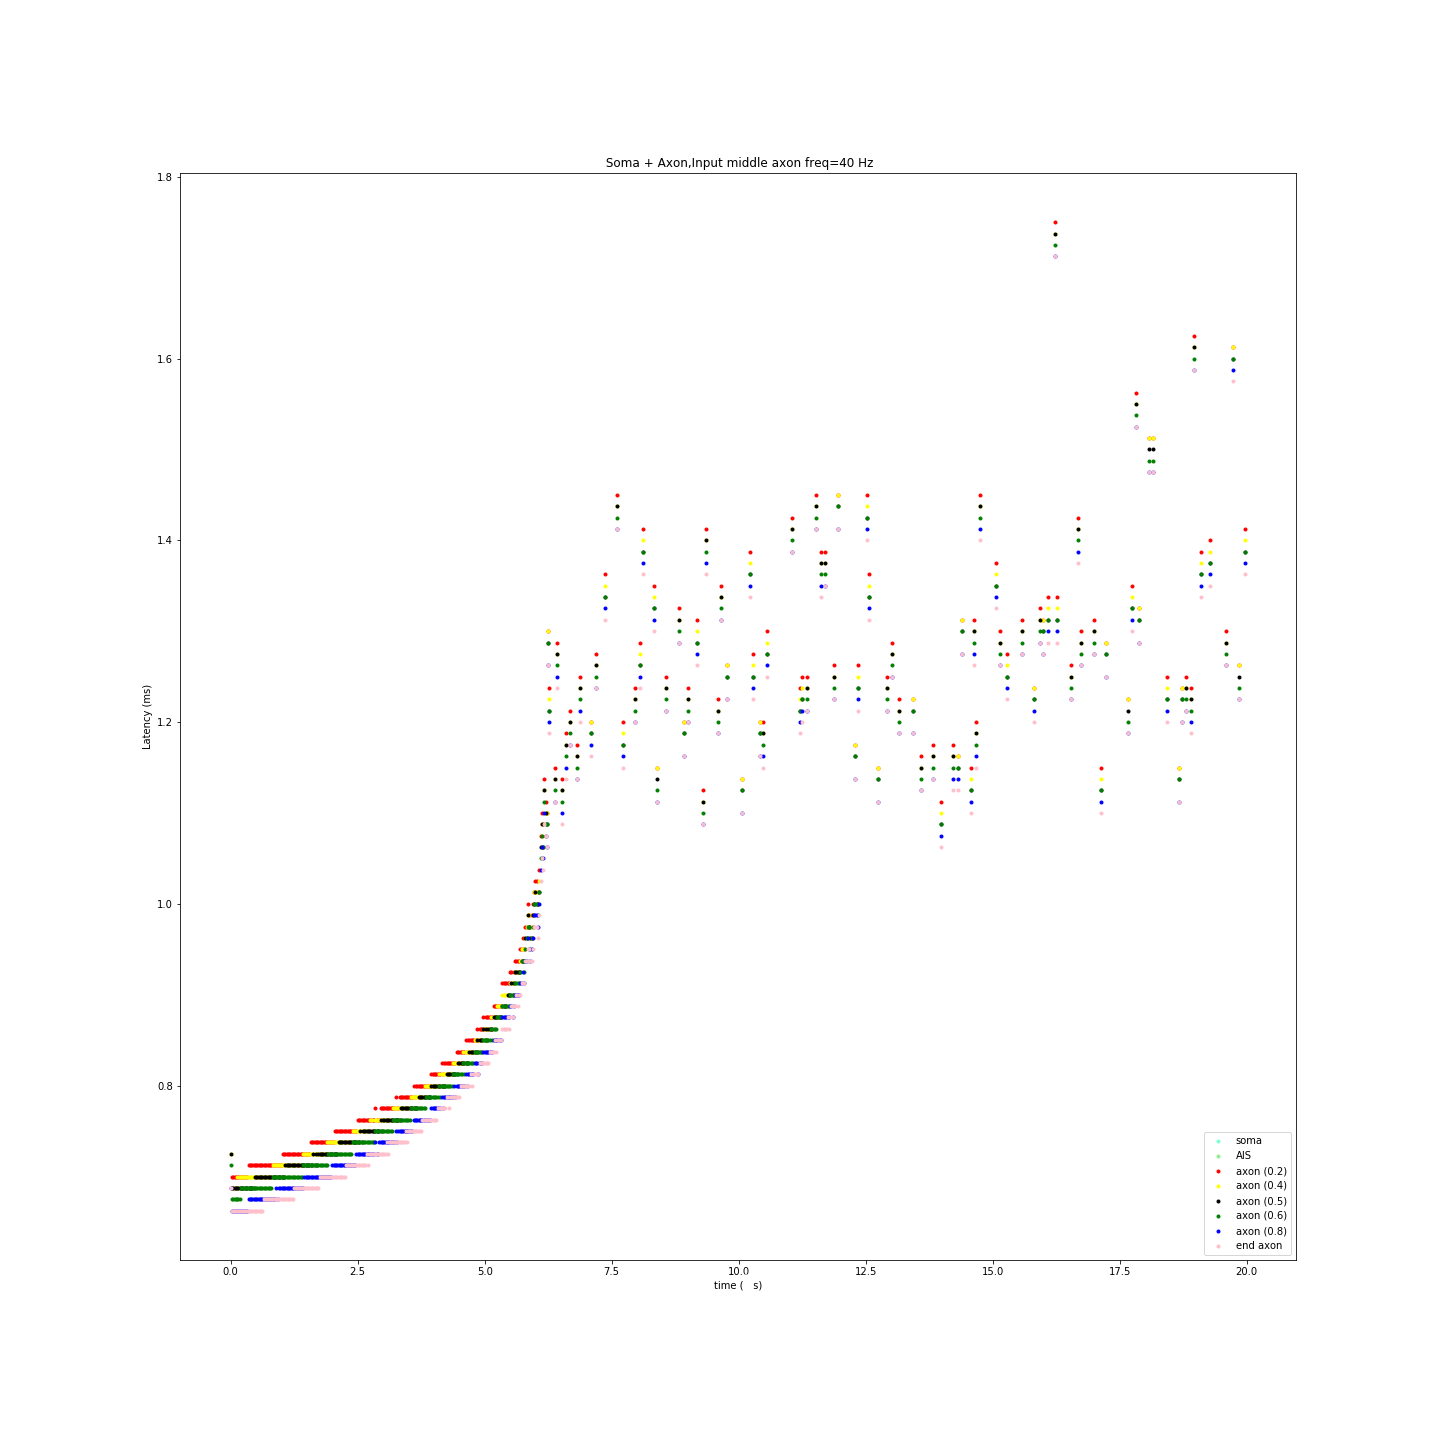 Soma + Axon,Input middle axon freq=40 Hz
1.8
1.6
1.4
1.2
1.0
0.8
Latency (ms)
0.0 2.5 5.0 7.5 10.0 12.5 15.0 17.5 20.0
time ( s)
soma
AIS
axon (0.2)
axon (0.4)
axon (0.5)
axon (0.6)
axon (0.8)
end axon